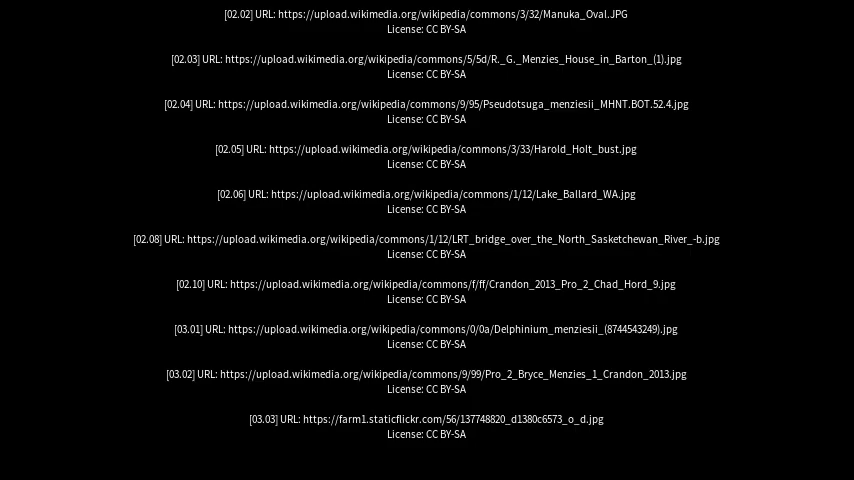 [02.02] URL: https://upload.wikimedia.org/wikipedia/commons/3/32/Manuka_Oval.JPG
License: CC BY-SA
[02.03] URL: https://upload.wikimedia.org/wikipedia/commons/5/5d/R._G._Menzies_House_in_Barton_(1).jpg
License: CC BY-SA
[02.04] URL: https://upload.wikimedia.org/wikipedia/commons/9/95/Pseudotsuga_menziesii_MHNT.BOT.52.4.jpg
License: CC BY-SA
[02.05] URL: https://upload.wikimedia.org/wikipedia/commons/3/33/Harold_Holt_bust.jpg
License: CC BY-SA
[02.06] URL: https://upload.wikimedia.org/wikipedia/commons/1/12/Lake_Ballard_WA.jpg
License: CC BY-SA
[02.08] URL: https://upload.wikimedia.org/wikipedia/commons/1/12/LRT_bridge_over_the_North_Sasketchewan_River_-b.jpg
License: CC BY-SA
[02.10] URL: https://upload.wikimedia.org/wikipedia/commons/f/ff/Crandon_2013_Pro_2_Chad_Hord_9.jpg
License: CC BY-SA
[03.01] URL: https://upload.wikimedia.org/wikipedia/commons/0/0a/Delphinium_menziesii_(8744543249).jpg
License: CC BY-SA
[03.02] URL: https://upload.wikimedia.org/wikipedia/commons/9/99/Pro_2_Bryce_Menzies_1_Crandon_2013.jpg
License: CC BY-SA
[03.03] URL: https://farm1.staticflickr.com/56/137748820_d1380c6573_o_d.jpg
License: CC BY-SA